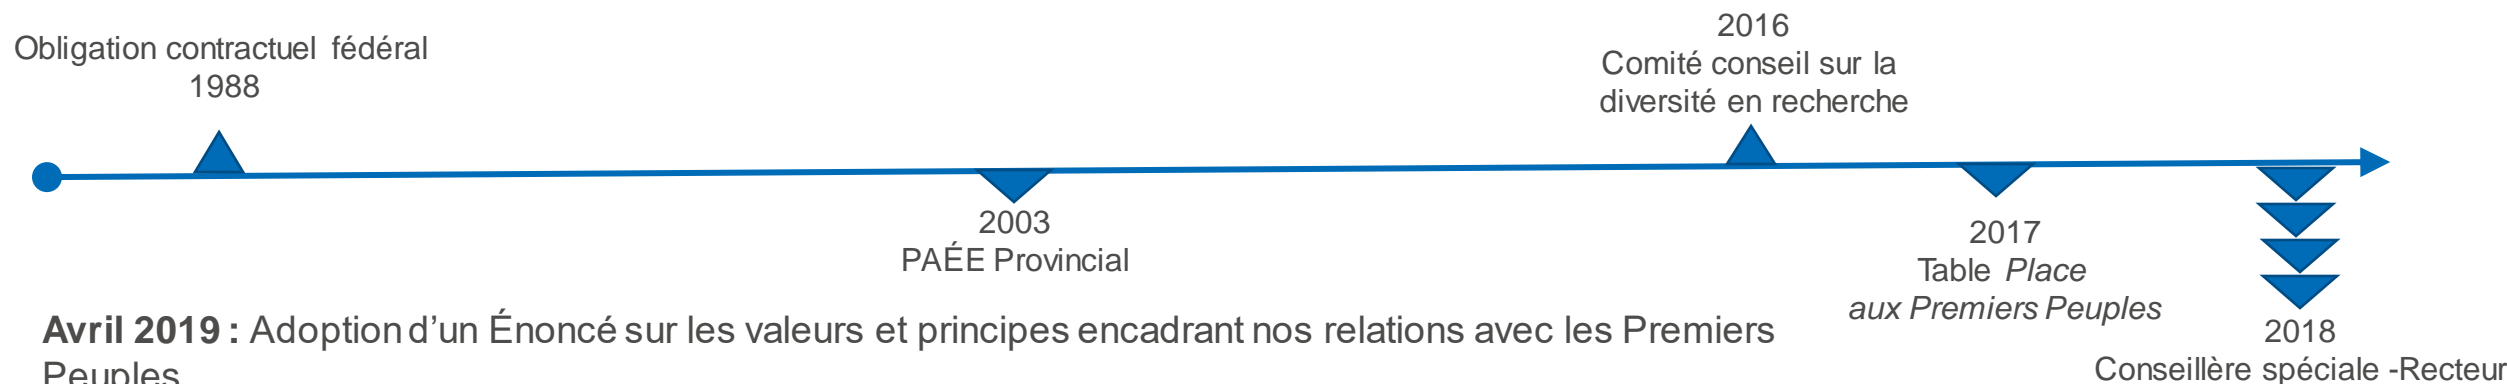 Obligation contractuel fédéral
1988
2016
Comité conseil sur la
diversité en recherche
2003
PAÉE Provincial
2017
Table Place
aux Premiers Peuples
2018
Conseillère spéciale -Recteur
Avril 2019 : Adoption d’un Énoncé sur les valeurs et principes encadrant nos relations avec les Premiers
Peuples